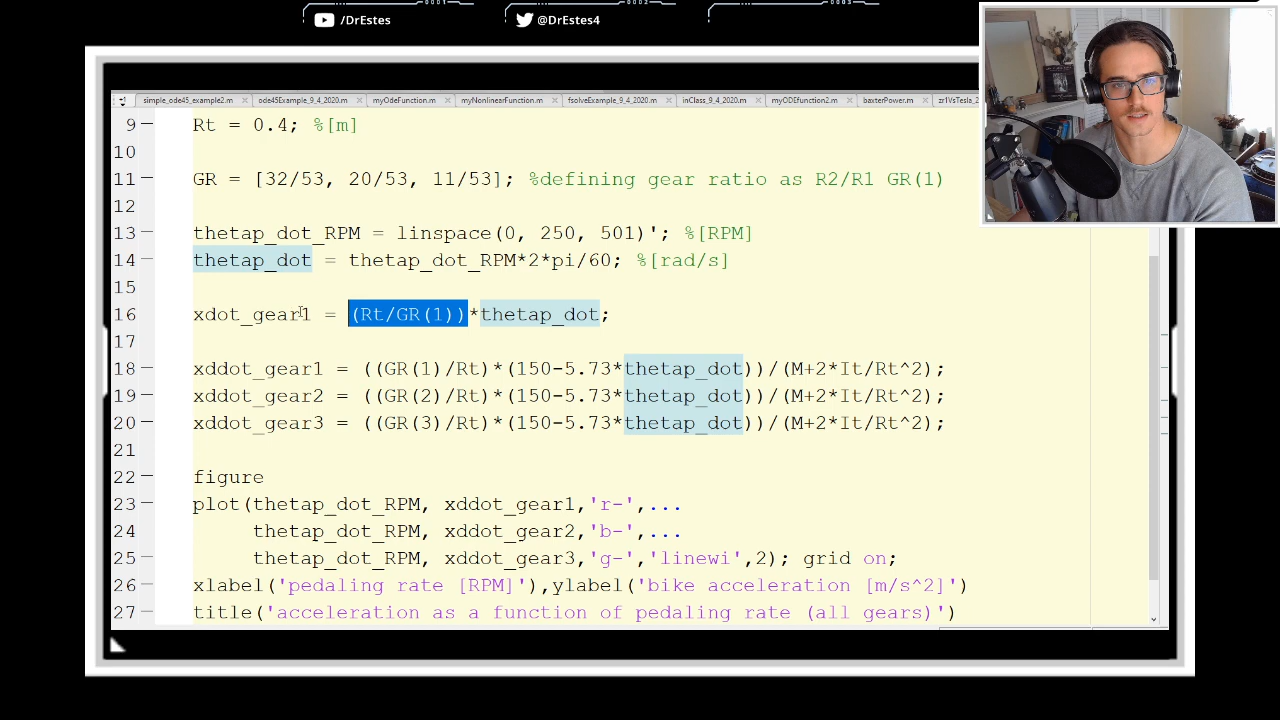 0001
0002
0003
/DrEstes
@DrEstes4
simple_ode45_example2.m
ode45Example_9_4_2020.m
myOdeFunction.m
myNonlinearFunction.m
fsolveExample_9_4_2020.m
inClass_9_4_2020.m
myODEfunction2.m
baxterPower.m
zr1VsTesla_2
9 Rt = 0.4; %[m]
10
11 GR = [32/53, 20/53, 11/53]; %defining gear ratio as R2/R1 GR(1)
12
13 thetap_dot_RPM = linspace(0, 250, 501)'; %[RPM]
14 thetap_dot = thetap_dot_RPM*2*pi/60; %[rad/s]
15
16 xdot_gear1 = (Rt/GR(1))*thetap_dot;
17
18 xddot_gear1 = ((GR(1)/Rt)*(150-5.73*thetap_dot))/(M+2*It/Rt^2);
19 xddot_gear2 = ((GR(2)/Rt)*(150-5.73*thetap_dot))/(M+2*It/Rt^2);
20 xddot_gear3 = ((GR(3)/Rt)*(150-5.73*thetap_dot))/(M+2*It/Rt^2);
21
22 figure
23 plot(thetap_dot_RPM, xddot_gear1,'r-',...
24 thetap_dot_RPM, xddot_gear2,'b-',...
25 thetap_dot_RPM, xddot_gear3,'g-','linewi',2); grid on;
26 xlabel('pedaling rate [RPM]'),ylabel('bike acceleration [m/s^2]')
27 title('acceleration as a function of pedaling rate (all gears)')